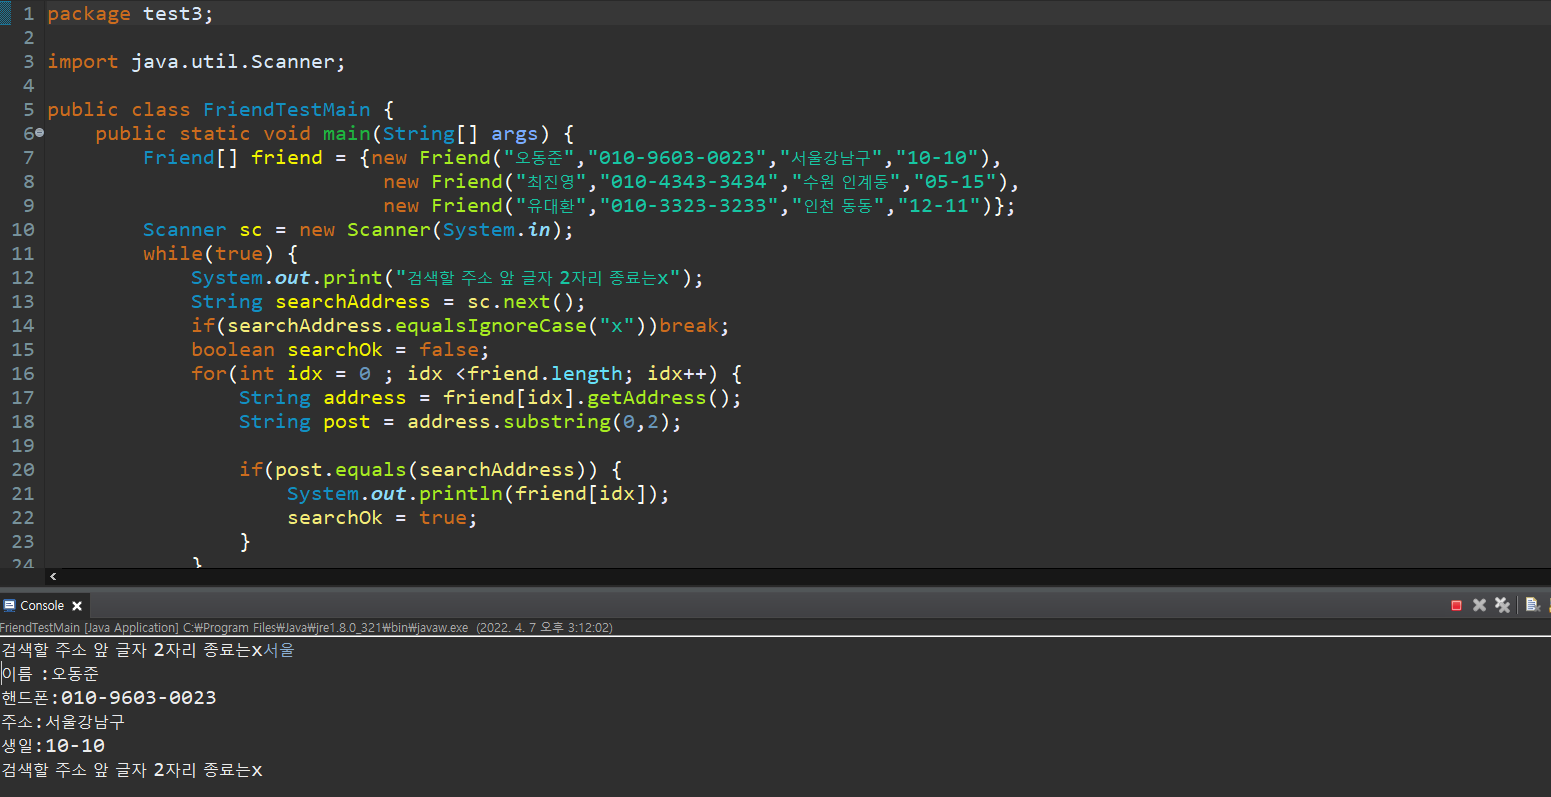 1 package test3;
2
3 import java.util.Scanner;
4
5 public class FriendTestMain {
6 public static void main(String[] args) {
7 Friend[] friend = {new Friend("오동준","010-9603-0023","서울강남구","10-10"),
8 new Friend("최진영","010-4343-3434","수원 인계동","05-15"),
9 new Friend("유대환","010-3323-3233","인천 동동","12-11")};
10 Scanner sc = new Scanner(System.in);
11 while(true) {
12 System.out.print("검색할 주소 앞 글자 2자리 종료는x");
13 String searchAddress = sc.next();
14 if(searchAddress.equalsIgnoreCase("x"))break;
15 boolean searchOk = false;
16 for(int idx = 0 ; idx <friend.length; idx++) {
17 String address = friend[idx].getAddress();
18 String post = address.substring(0,2);
19
20 if(post.equals(searchAddress)) {
21 System.out.println(friend[idx]);
22 searchOk = true;
23 }
24 }
Console
FriendTestMain [Java Application] C:₩Program Files₩Java₩jre1.8.0_321₩bin₩javaw.exe (2022. 4. 7 오후 3:12:02)
검색할 주소 앞 글자 2자리 종료는x서울
이름 :오동준
핸드폰:010-9603-0023
주소:서울강남구
생일:10-10
검색할 주소 앞 글자 2자리 종료는x